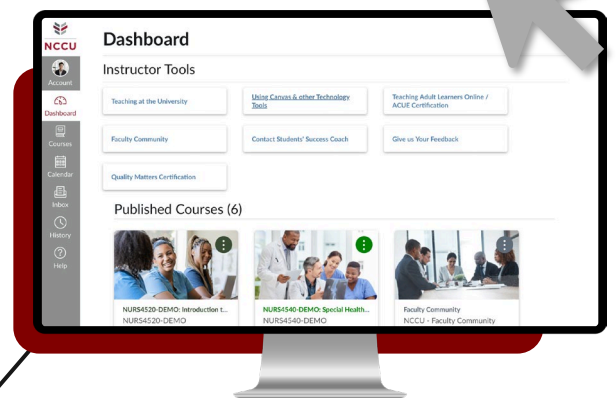 NCCU
Account
Dashboard
Courses
Calendar
Inbox
History
Help
Dashboard
Instructor Tools
Teaching at the University
Using Canvas & other Technology
Tools
Teaching Adult Learners Online /
ACUE Certification
Faculty Community
Contact Students' Success Coach
Give us Your Feedback
Quality Matters Certification
Published Courses (6)
NURS4520-DEMO: Introduction t...
NURS4520-DEMO
NURS4540-DEMO: Special Health...
NURS4540-DEMO
Faculty Community
NCCU - Faculty Community